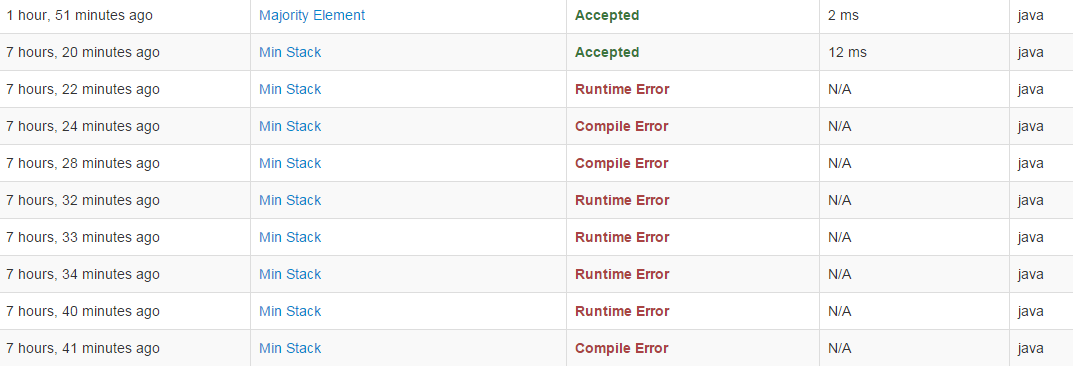 1 hour, 51 minutes ago Majority Element Accepted 2 ms java
7 hours, 20 minutes ago Min Stack Accepted 12 ms java
7 hours, 22 minutes ago Min Stack Runtime Error N/A java
7 hours, 24 minutes ago Min Stack Compile Error N/A java
7 hours, 28 minutes ago Min Stack Compile Error N/A java
7 hours, 32 minutes ago Min Stack Runtime Error N/A java
7 hours, 33 minutes ago Min Stack Runtime Error N/A java
7 hours, 34 minutes ago Min Stack Runtime Error N/A java
7 hours, 40 minutes ago Min Stack Runtime Error N/A java
7 hours, 41 minutes ago Min Stack Compile Error N/A java